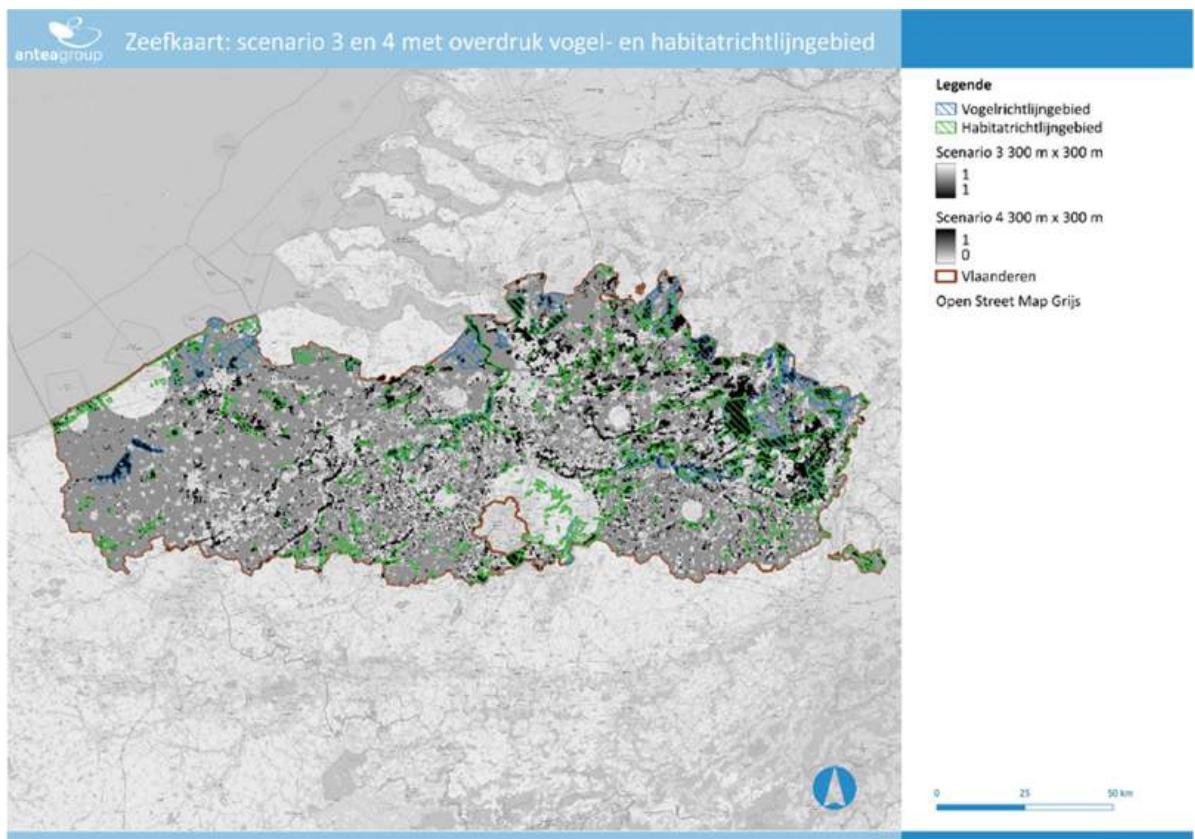 anteagroup
Zeefkaart: scenario 3 en 4 met overdruk vogel- en habitatrichtlijngebied
Legende
Vogelrichtlijngebied
Habitatrichtlijngebied
Scenario 3 300 m x 300 m
1
1
Scenario 4 300 m x 300 m
1
0
Vlaanderen
Open Street Map Grijs
0 25 50 km